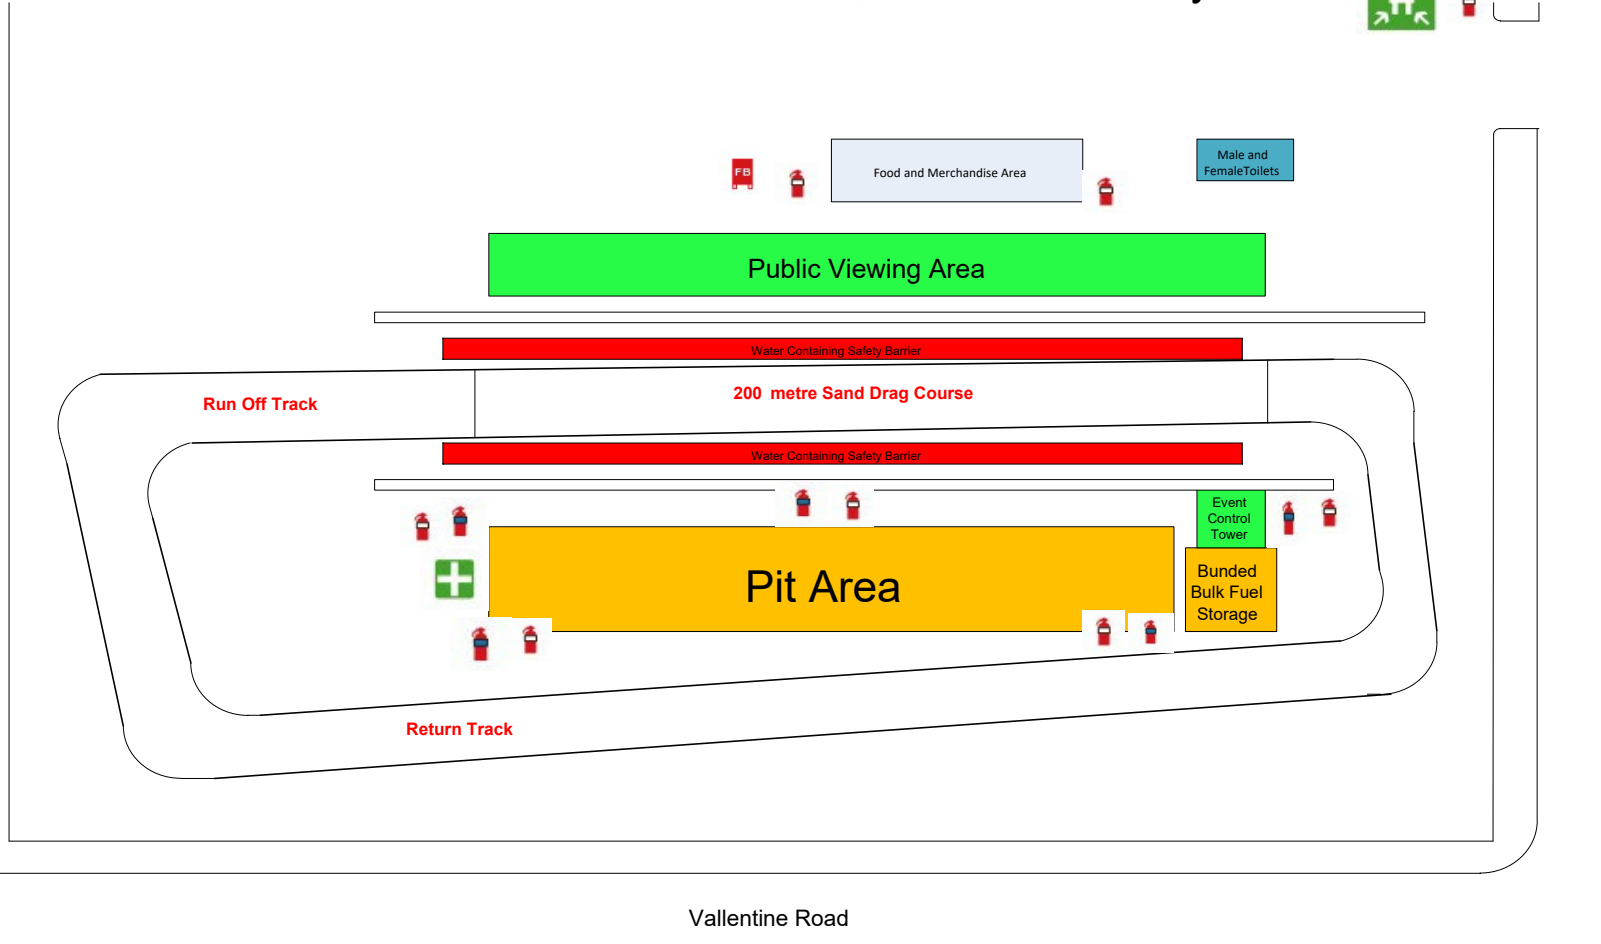 FB
Food and Merchandise Area
Male and
FemaleToilets
Public Viewing Area
Water Containing Safety Barrier
200 metre Sand Drag Course
Run Off Track
Water Containing Safety Barrier
Event
Control
Tower
Pit Area
Bunded
Bulk Fuel
Storage
Return Track
Vallentine Road